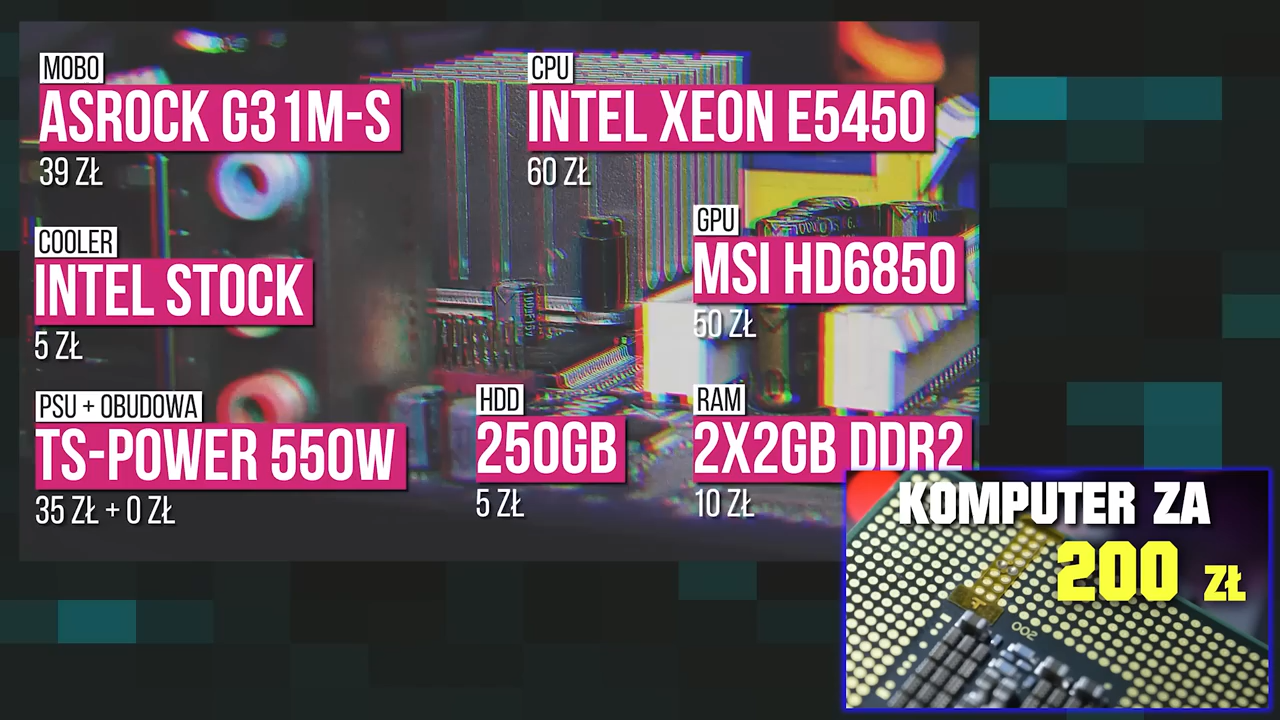 MOBO
ASROCK G31M-S
39 ZŁ
CPU
INTEL XEON E5450
60 ZŁ
COOLER
INTEL STOCK
5 ZŁ
GPU
MSI HD6850
50 ZŁ
PSU + OBUDOWA
TS-POWER 550W
35 ZŁ + 0 ZŁ
HDD
250GB
5 ZŁ
RAM
2X2GB DDR2
10 ZŁ
KOMPUTER ZA
200 ZŁ
002